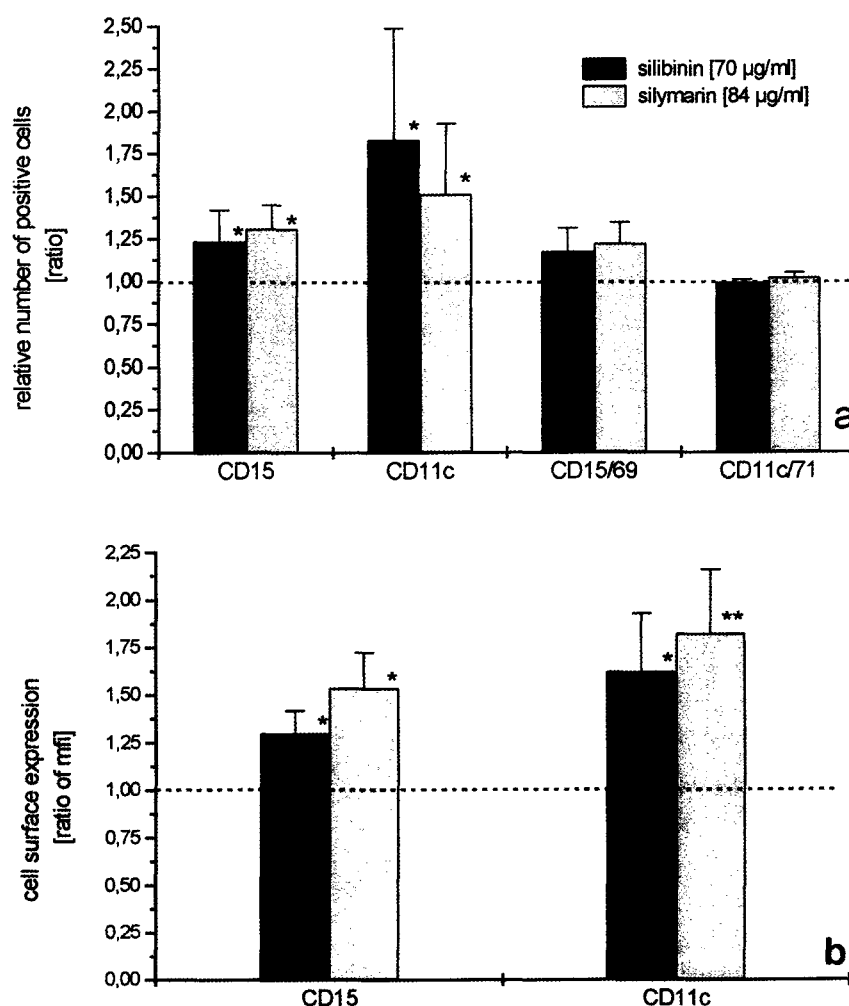 2,50
2,25
2,00
1,75
1,50
1,25
1,00
0,75
0,50
0,25
0,00
relative number of positive cells
[ratio]
silibinin [70 µg/ml]
silymarin [84 µg/ml]
* * * *
CD15 CD11c CD15/69 CD11c/71
a
2,25
2,00
1,75
1,50
1,25
1,00
0,75
0,50
0,25
0,00
cell surface expression
[ratio of mfi]
* * * **
CD15 CD11c
b